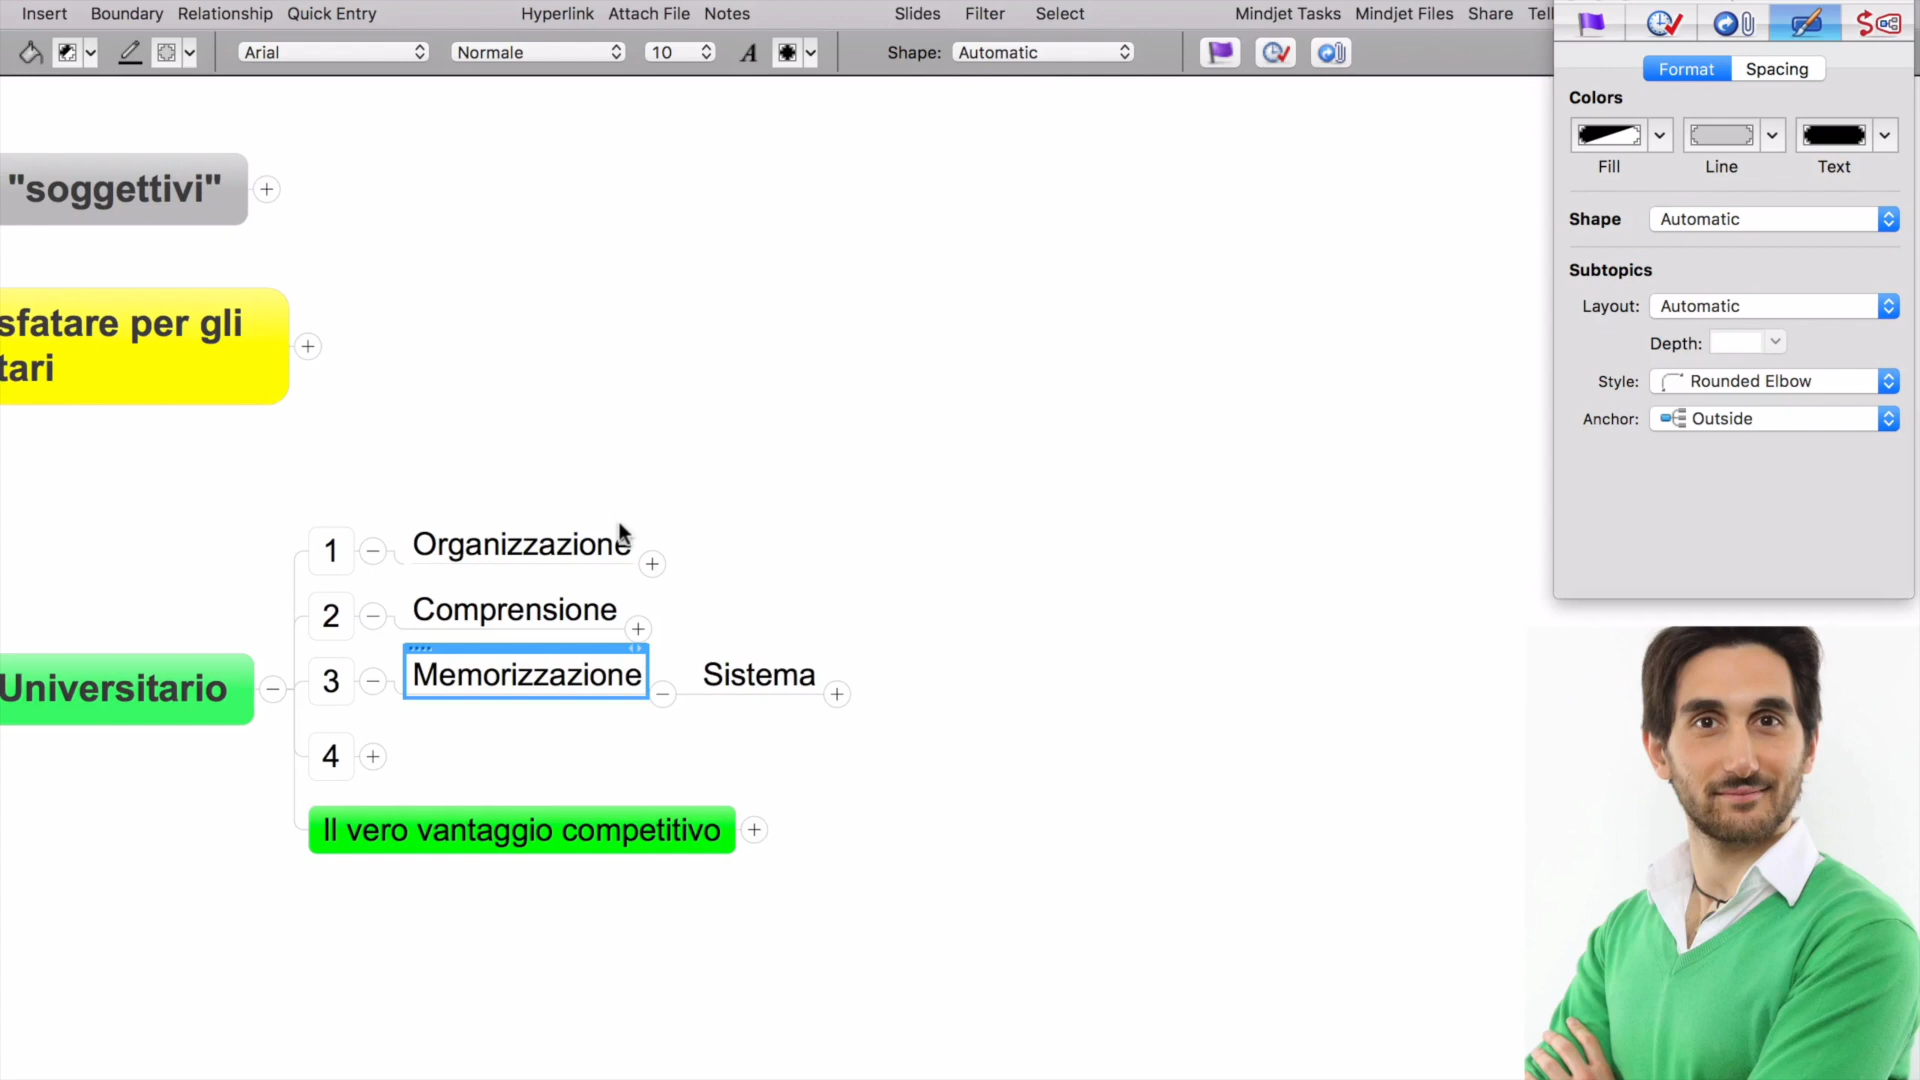 Insert Boundary Relationship Quick Entry Hyperlink Attach File Notes Slides Filter Select Mindjet Tasks Mindjet Files Share Tell
Arial Normale 10 A Shape: Automatic
Format Spacing
Colors
Fill Line Text
Shape Automatic
Subtopics
Layout: Automatic
Depth:
Style: Rounded Elbow
Anchor: Outside
"soggettivi"
sfatare per gli
tari
1 Organizzazione
2 Comprensione
Universitario
3 Memorizzazione Sistema
4
Il vero vantaggio competitivo